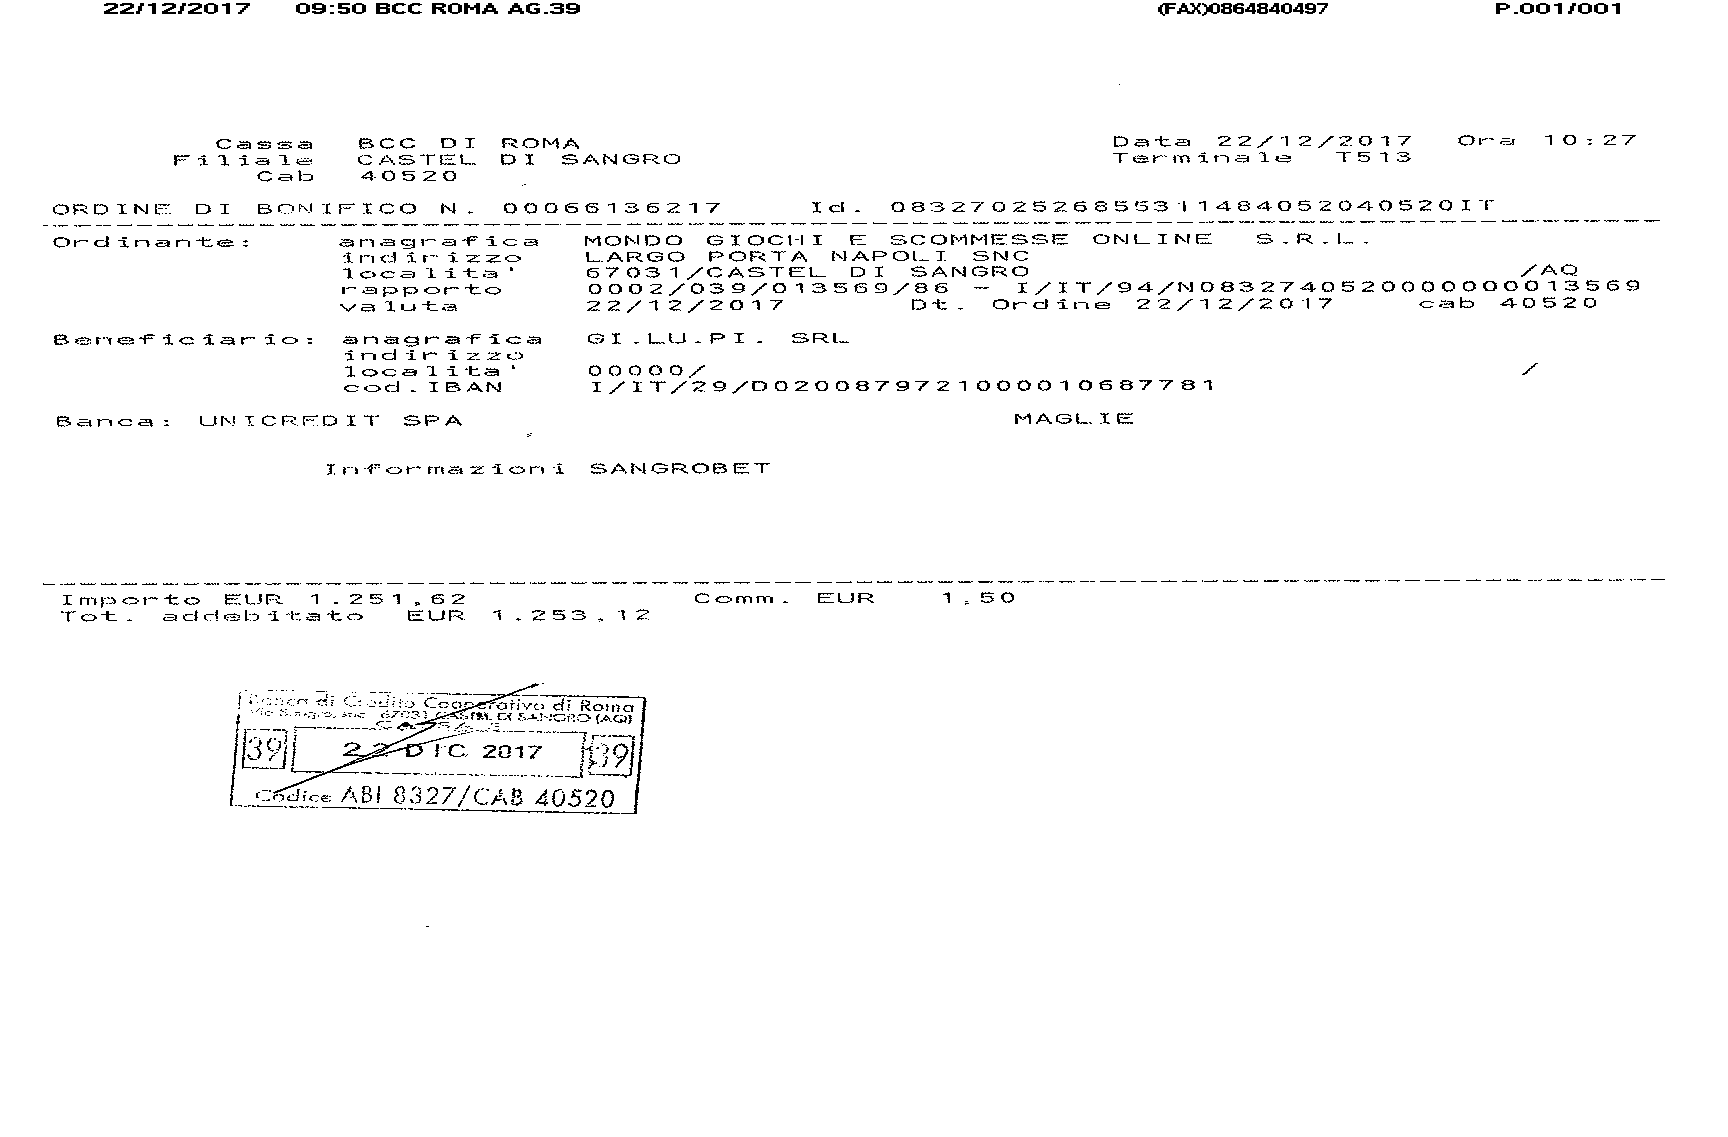 22/12/2017 09:50 BCC ROMA AG.39 (FAX)0864840497 P.001/001
Cassa BCC DI ROMA Data 22/12/2017 Ora 10:27
Filiale CASTEL DI SANGRO Terminale T513
Cab 40520
ORDINE DI BONIFICO N. 00066136217 Id. 0832702526855311484052040520IT
Ordinante: anagrafica MONDO GIOCHI E SCOMMESSE ONLINE S.R.L.
indirizzo LARGO PORTA NAPOLI SNC
localita' 67031/CASTEL DI SANGRO /AQ
rapporto 0002/039/013569/86 - I/IT/94/N0832740520000000013569
valuta 22/12/2017 Dt. Ordine 22/12/2017 cab 40520
Beneficiario: anagrafica GI.LU.PI. SRL
indirizzo
localita' 00000/ /
cod.IBAN I/IT/29/D0200879721000010687781
Banca: UNICREDIT SPA MAGLIE
Informazioni SANGROBET
Importo EUR 1.251,62 Comm. EUR 1,50
Tot. addebitato EUR 1.253,12
Banca di Credito Cooperativo di Roma
Via Sangro, snc 67031 CASTEL DI SANGRO (AQ)
39 22 DIC 2017 39
Codice ABI 8327/CAB 40520